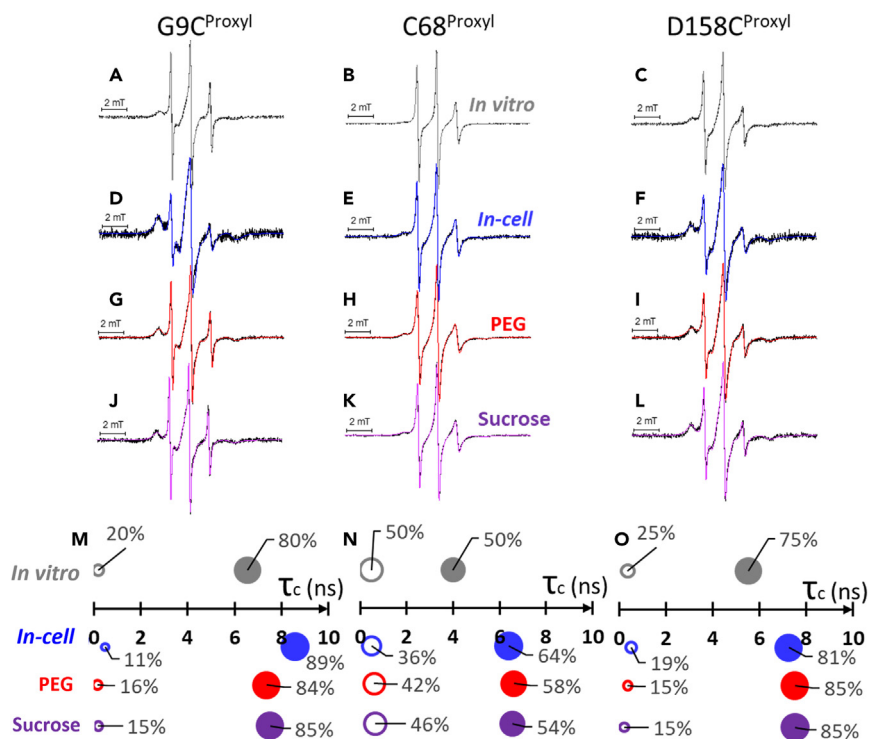 G9C^Proxyl C68^Proxyl D158C^Proxyl
A B C
In vitro
2 mT 2 mT 2 mT
D E F
In-cell
2 mT 2 mT 2 mT
G H I
PEG
2 mT 2 mT 2 mT
J K L
Sucrose
2 mT 2 mT 2 mT
M 20% 80% N 50% 50% O 25% 75%
In vitro
τc (ns) τc (ns) τc (ns)
0 2 4 6 8 10 0 2 4 6 8 10 0 2 4 6 8 10
In-cell 11% 89% 36% 64% 19% 81%
PEG 16% 84% 42% 58% 15% 85%
Sucrose 15% 85% 46% 54% 15% 85%